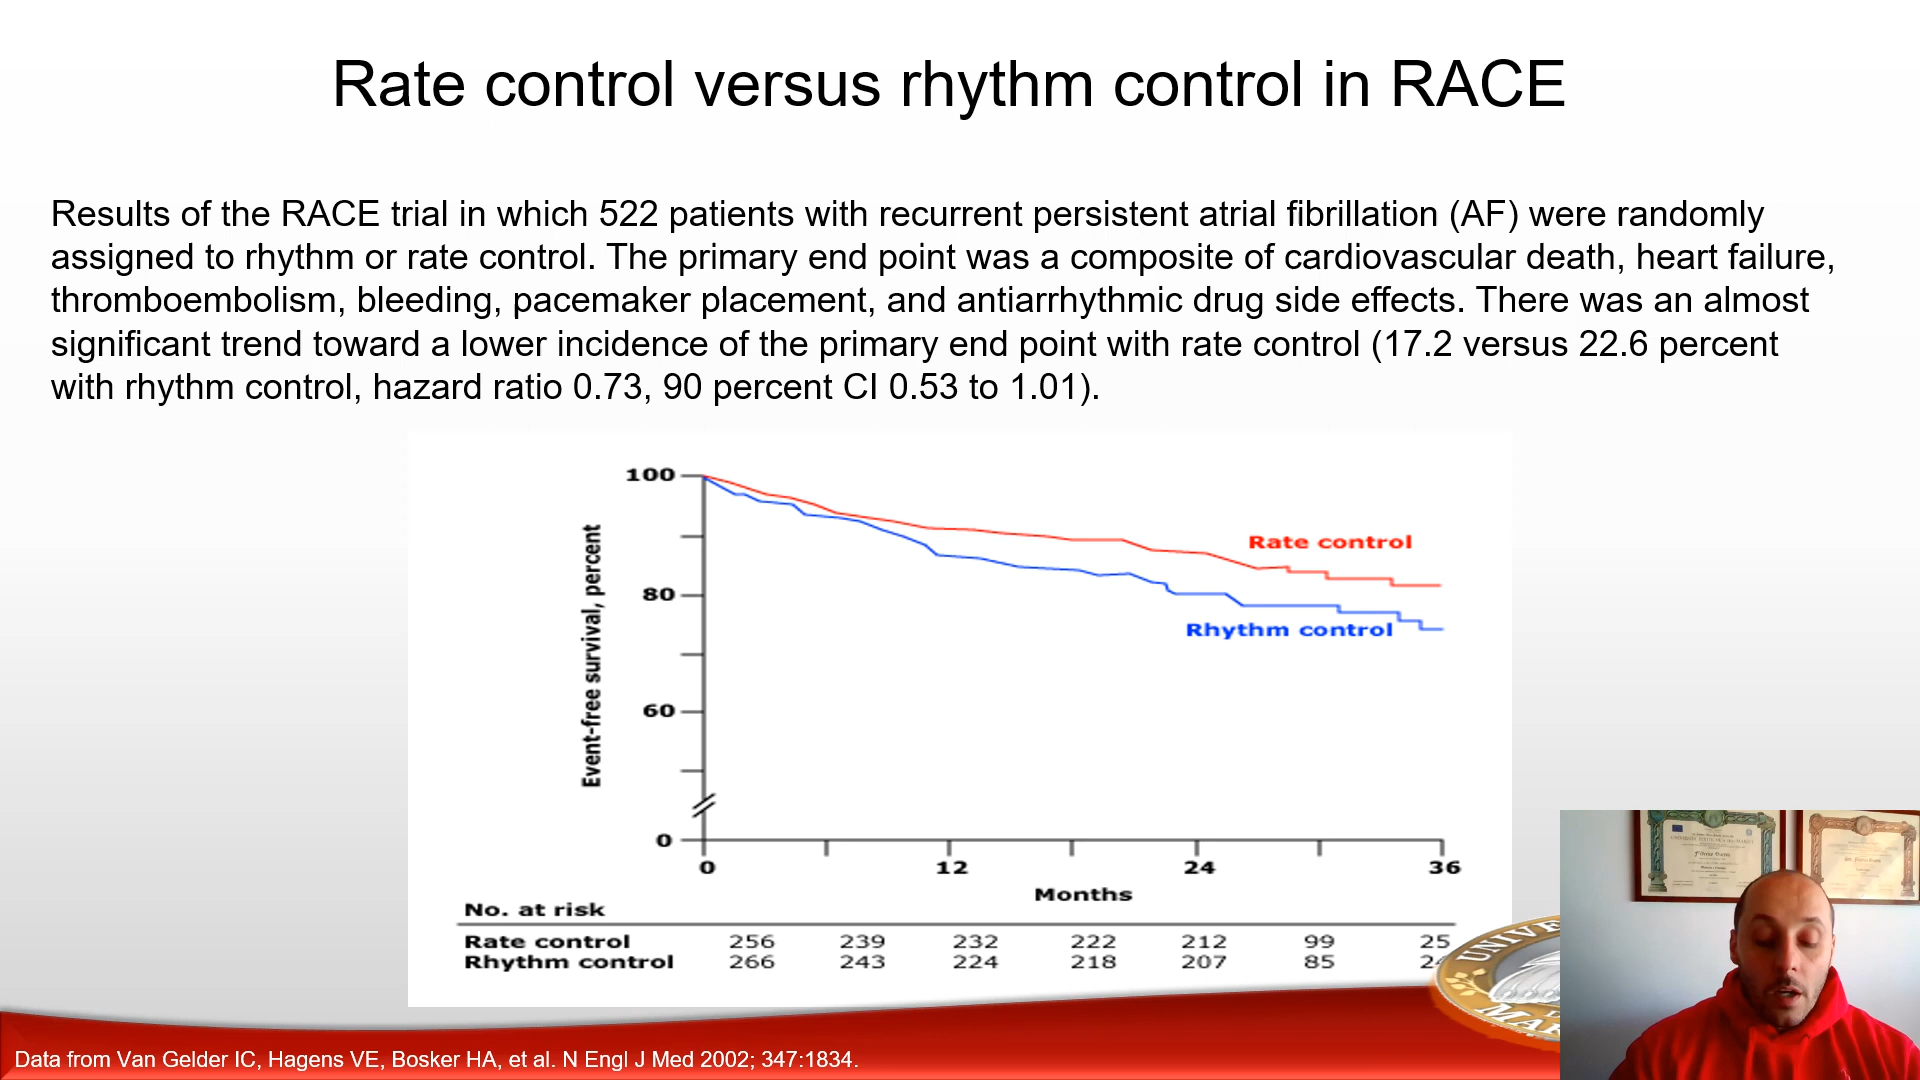 Rate control versus rhythm control in RACE
Results of the RACE trial in which 522 patients with recurrent persistent atrial fibrillation (AF) were randomly
assigned to rhythm or rate control. The primary end point was a composite of cardiovascular death, heart failure,
thromboembolism, bleeding, pacemaker placement, and antiarrhythmic drug side effects. There was an almost
significant trend toward a lower incidence of the primary end point with rate control (17.2 versus 22.6 percent
with rhythm control, hazard ratio 0.73, 90 percent CI 0.53 to 1.01).
100
80
60
0
Event-free survival, percent
Rate control
Rhythm control
0 12 24 36
Months
No. at risk
Rate control 256 239 232 222 212 99 25
Rhythm control 266 243 224 218 207 85 2
UNIVE
MAR
Data from Van Gelder IC, Hagens VE, Bosker HA, et al. N Engl J Med 2002; 347:1834.